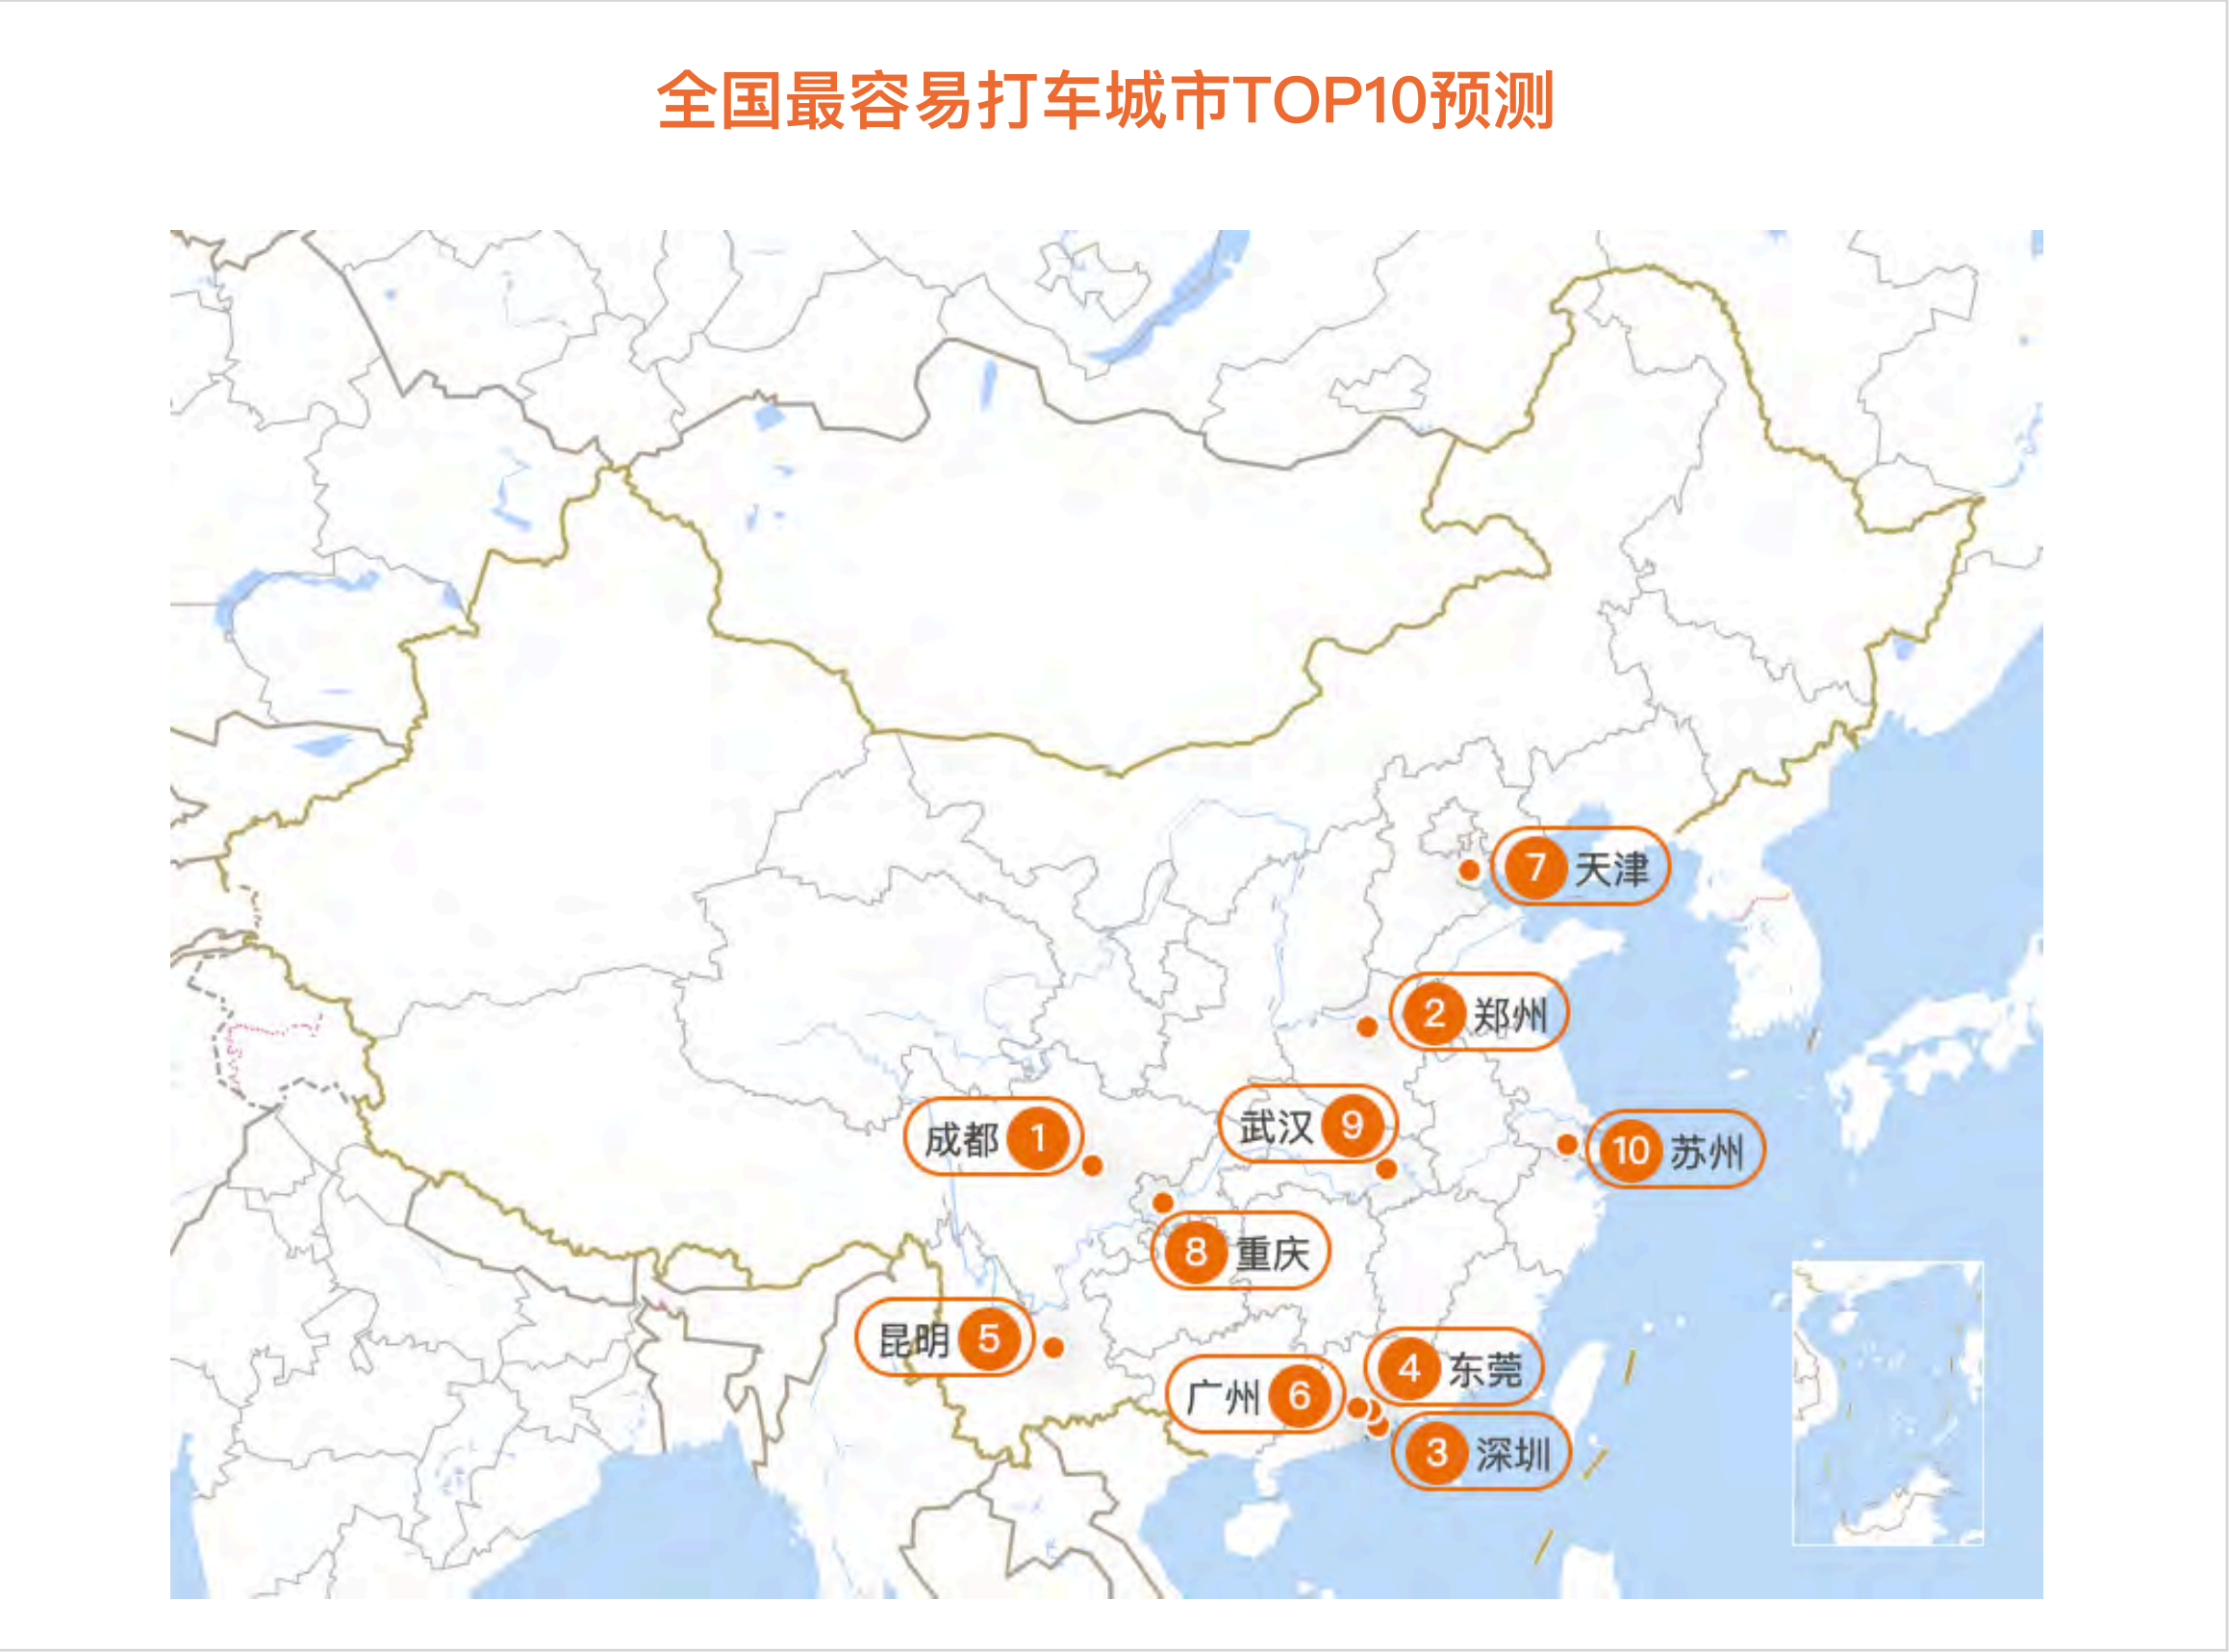 全国最容易打车城市TOP10预测
7 天津
2 郑州
成都 1
武汉 9
10 苏州
8 重庆
昆明 5
4 东莞
广州 6
3 深圳